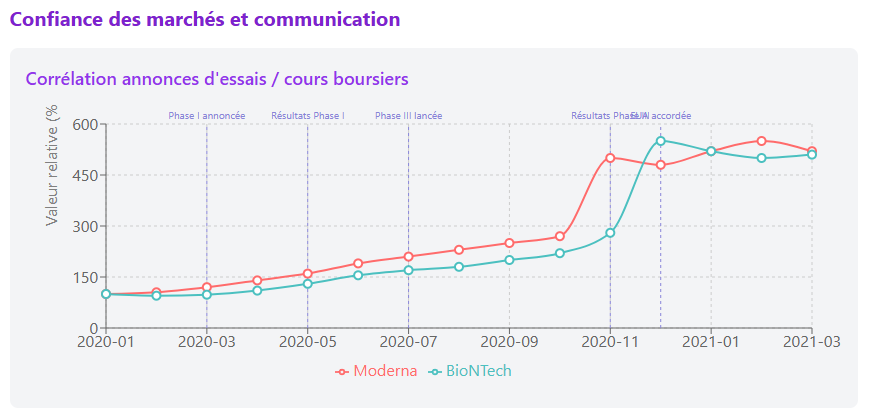 Confiance des marchés et communication
Corrélation annonces d'essais / cours boursiers
Valeur relative (%
Phase I annoncée
Résultats Phase I
Phase III lancée
Résultats Phase
EUA accordée
600
450
300
150
0
2020-01 2020-03 2020-05 2020-07 2020-09 2020-11 2021-01 2021-03
Moderna BioNTech